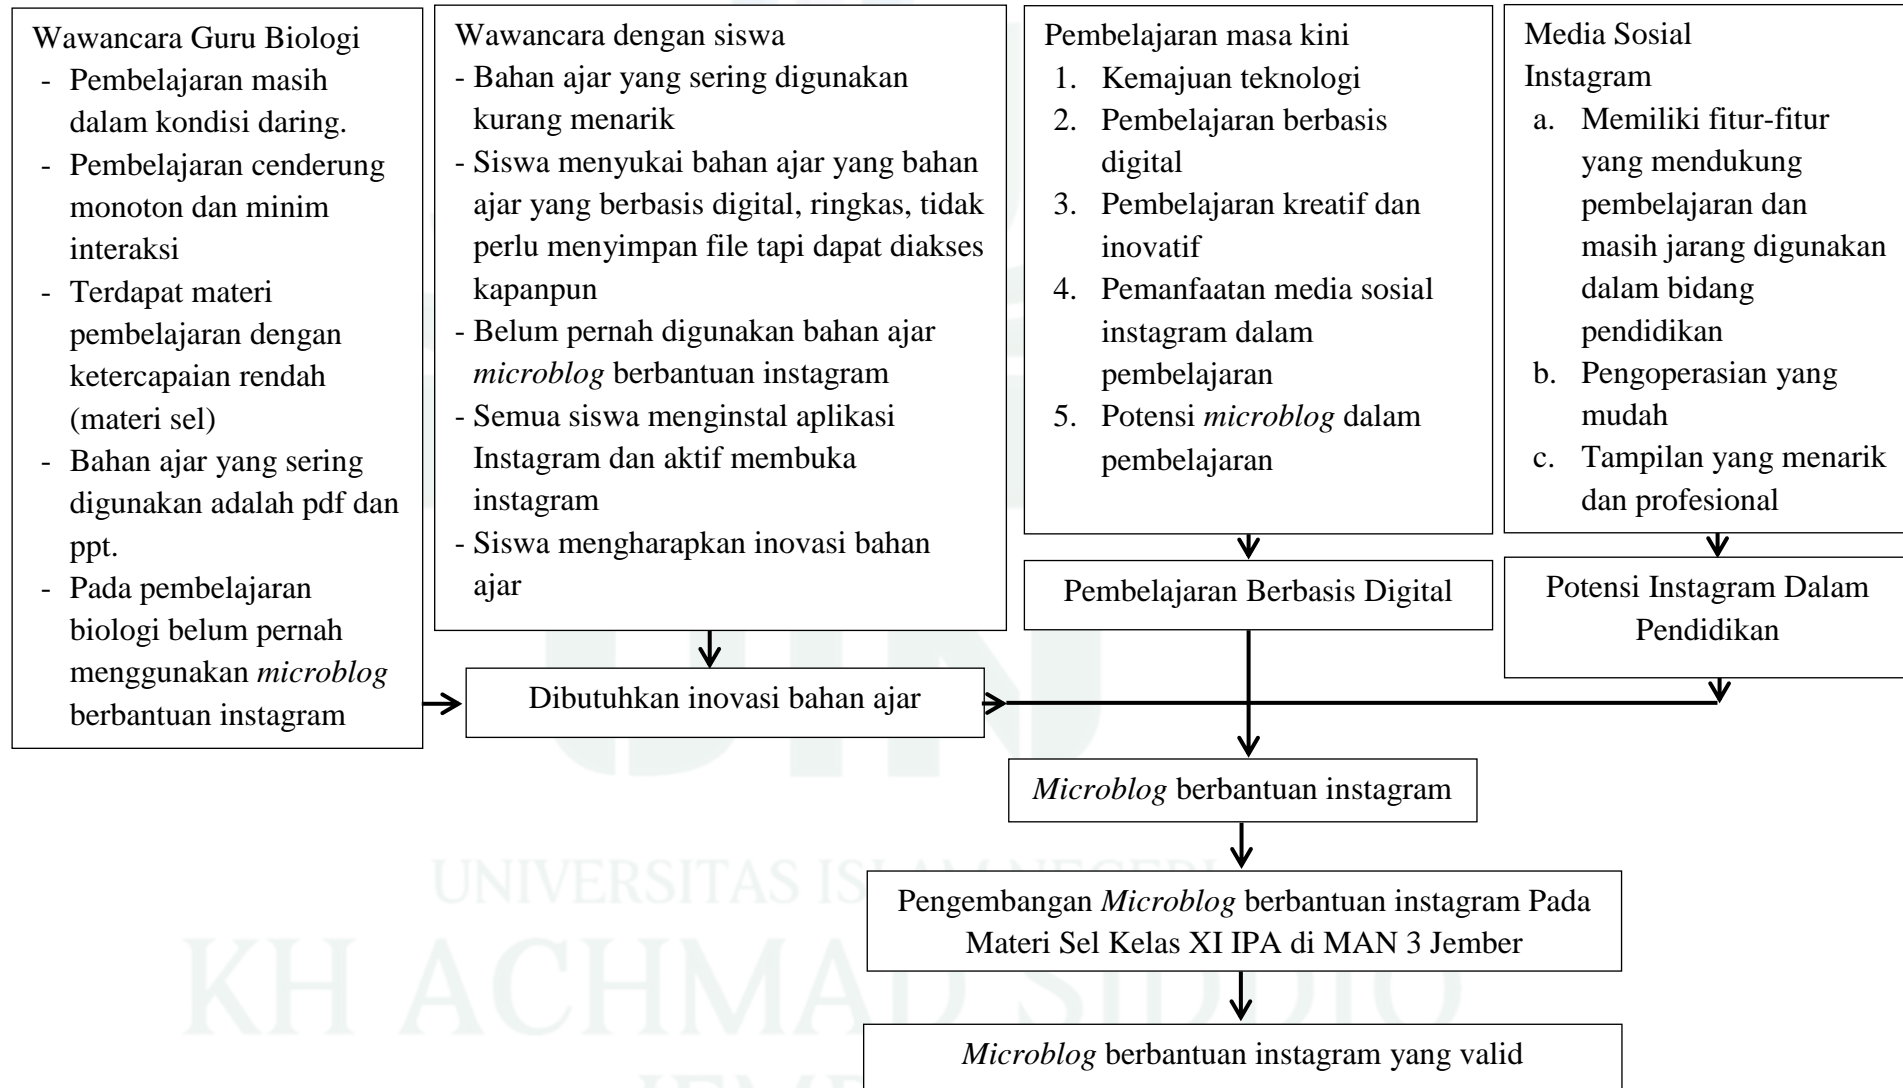 Wawancara Guru Biologi
- Pembelajaran masih
dalam kondisi daring.
- Pembelajaran cenderung
monoton dan minim
interaksi
- Terdapat materi
pembelajaran dengan
ketercapaian rendah
(materi sel)
- Bahan ajar yang sering
digunakan adalah pdf dan
ppt.
- Pada pembelajaran
biologi belum pernah
menggunakan microblog
berbantuan instagram
Wawancara dengan siswa
- Bahan ajar yang sering digunakan
kurang menarik
- Siswa menyukai bahan ajar yang bahan
ajar yang berbasis digital, ringkas, tidak
perlu menyimpan file tapi dapat diakses
kapanpun
- Belum pernah digunakan bahan ajar
microblog berbantuan instagram
- Semua siswa menginstal aplikasi
Instagram dan aktif membuka
instagram
- Siswa mengharapkan inovasi bahan
ajar
Pembelajaran masa kini
1. Kemajuan teknologi
2. Pembelajaran berbasis
digital
3. Pembelajaran kreatif dan
inovatif
4. Pemanfaatan media sosial
instagram dalam
pembelajaran
5. Potensi microblog dalam
pembelajaran
Media Sosial
Instagram
a. Memiliki fitur-fitur
yang mendukung
pembelajaran dan
masih jarang digunakan
dalam bidang
pendidikan
b. Pengoperasian yang
mudah
c. Tampilan yang menarik
dan profesional
Pembelajaran Berbasis Digital
Potensi Instagram Dalam
Pendidikan
Dibutuhkan inovasi bahan ajar
Microblog berbantuan instagram
Pengembangan Microblog berbantuan instagram Pada
Materi Sel Kelas XI IPA di MAN 3 Jember
Microblog berbantuan instagram yang valid
UIN
UNIVERSITAS ISLAM NEGERI
KH ACHMAD SIDDIQ